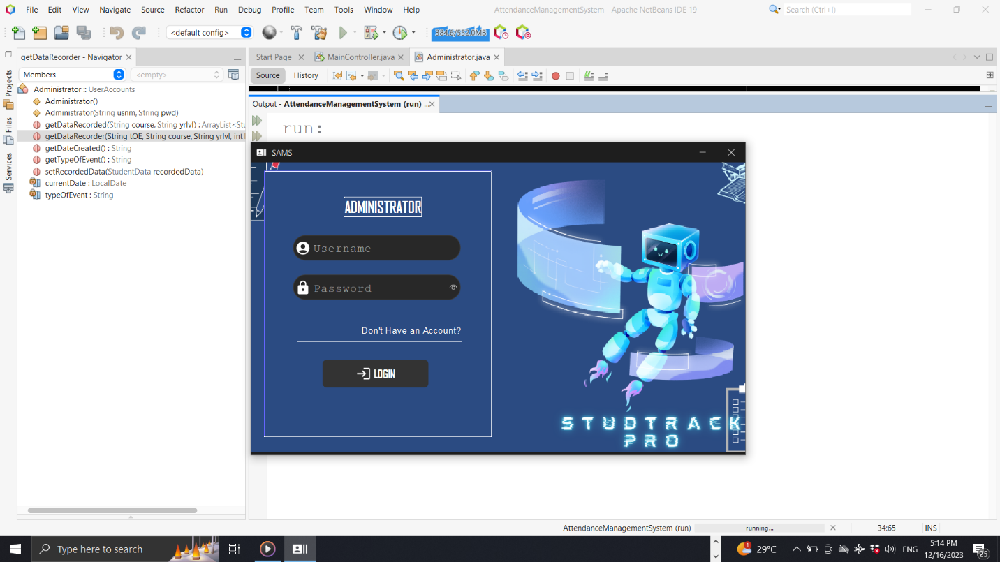 File Edit View Navigate Source Refactor Run Debug Profile Team Tools Window Help
AttendanceManagementSystem - Apache NetBeans IDE 19
Search (Ctrl+I)
<default config>
384.6/552.0MB
getDataRecorder - Navigator
Start Page
MainController.java
Administrator.java
Members
<empty>
Source
History
Projects
Files
Services
Administrator :: UserAccounts
Administrator()
Administrator(String usnm, String pwd)
getDataRecorded(String course, String yrlvl) : ArrayList<Stu
getDataRecorder(String tOE, String course, String yrlvl, int
getDateCreated() : String
getTypeOfEvent() : String
setRecordedData(StudentData recordedData)
currentDate : LocalDate
typeOfEvent : String
Output - AttendanceManagementSystem (run) ...
run:
SAMS
ADMINISTRATOR
Username
Password
Don't Have an Account?
LOGIN
STUDTRACK
PRO
AttendanceManagementSystem (run)
running...
34:65
INS
Type here to search
1
29°C
ENG
5:14 PM
12/16/2023
25